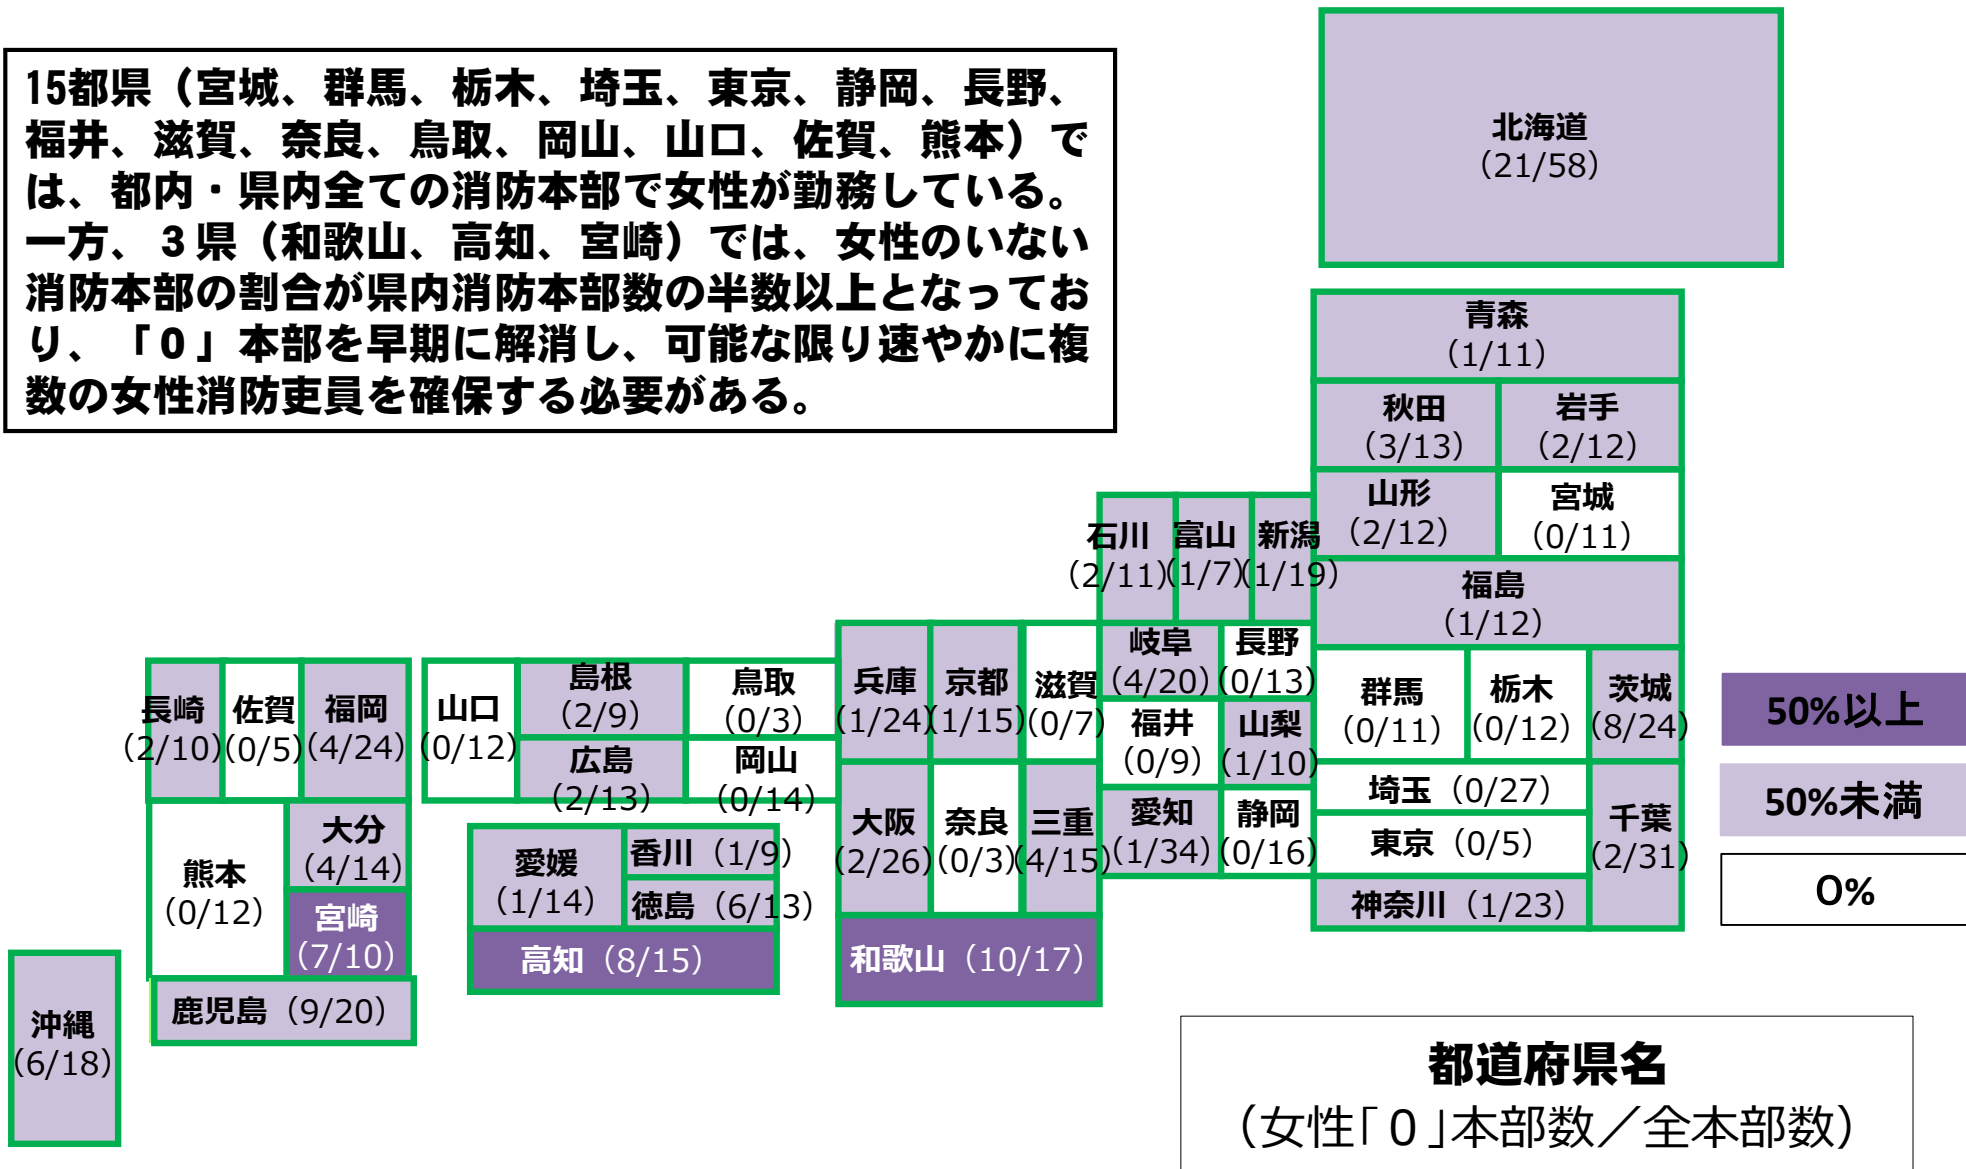 15都県（宮城、群馬、栃木、埼玉、東京、静岡、長野、
福井、滋賀、奈良、鳥取、岡山、山口、佐賀、熊本）で
は、都内・県内全ての消防本部で女性が勤務している。
一方、３県（和歌山、高知、宮崎）では、女性のいない
消防本部の割合が県内消防本部数の半数以上となってお
り、「０」本部を早期に解消し、可能な限り速やかに複
数の女性消防吏員を確保する必要がある。
北海道
（21/58）
青森
（1/11）
秋田
（3/13）
岩手
（2/12）
山形
（2/12）
宮城
（0/11）
福島
（1/12）
石川
（2/11）
富山
（1/7）
新潟
（1/19）
岐阜
（4/20）
長野
（0/13）
福井
（0/9）
山梨
（1/10）
愛知
（1/34）
静岡
（0/16）
群馬
（0/11）
栃木
（0/12）
茨城
（8/24）
埼玉（0/27）
東京（0/5）
千葉
（2/31）
神奈川（1/23）
兵庫
（1/24）
京都
（1/15）
滋賀
（0/7）
大阪
（2/26）
奈良
（0/3）
三重
（4/15）
和歌山（10/17）
山口
（0/12）
島根
（2/9）
鳥取
（0/3）
広島
（2/13）
岡山
（0/14）
愛媛
（1/14）
香川（1/9）
徳島（6/13）
高知（8/15）
長崎
（2/10）
佐賀
（0/5）
福岡
（4/24）
熊本
（0/12）
大分
（4/14）
宮崎
（7/10）
鹿児島（9/20）
沖縄
（6/18）
50%以上
50%未満
0%
都道府県名
（女性「０」本部数／全本部数）